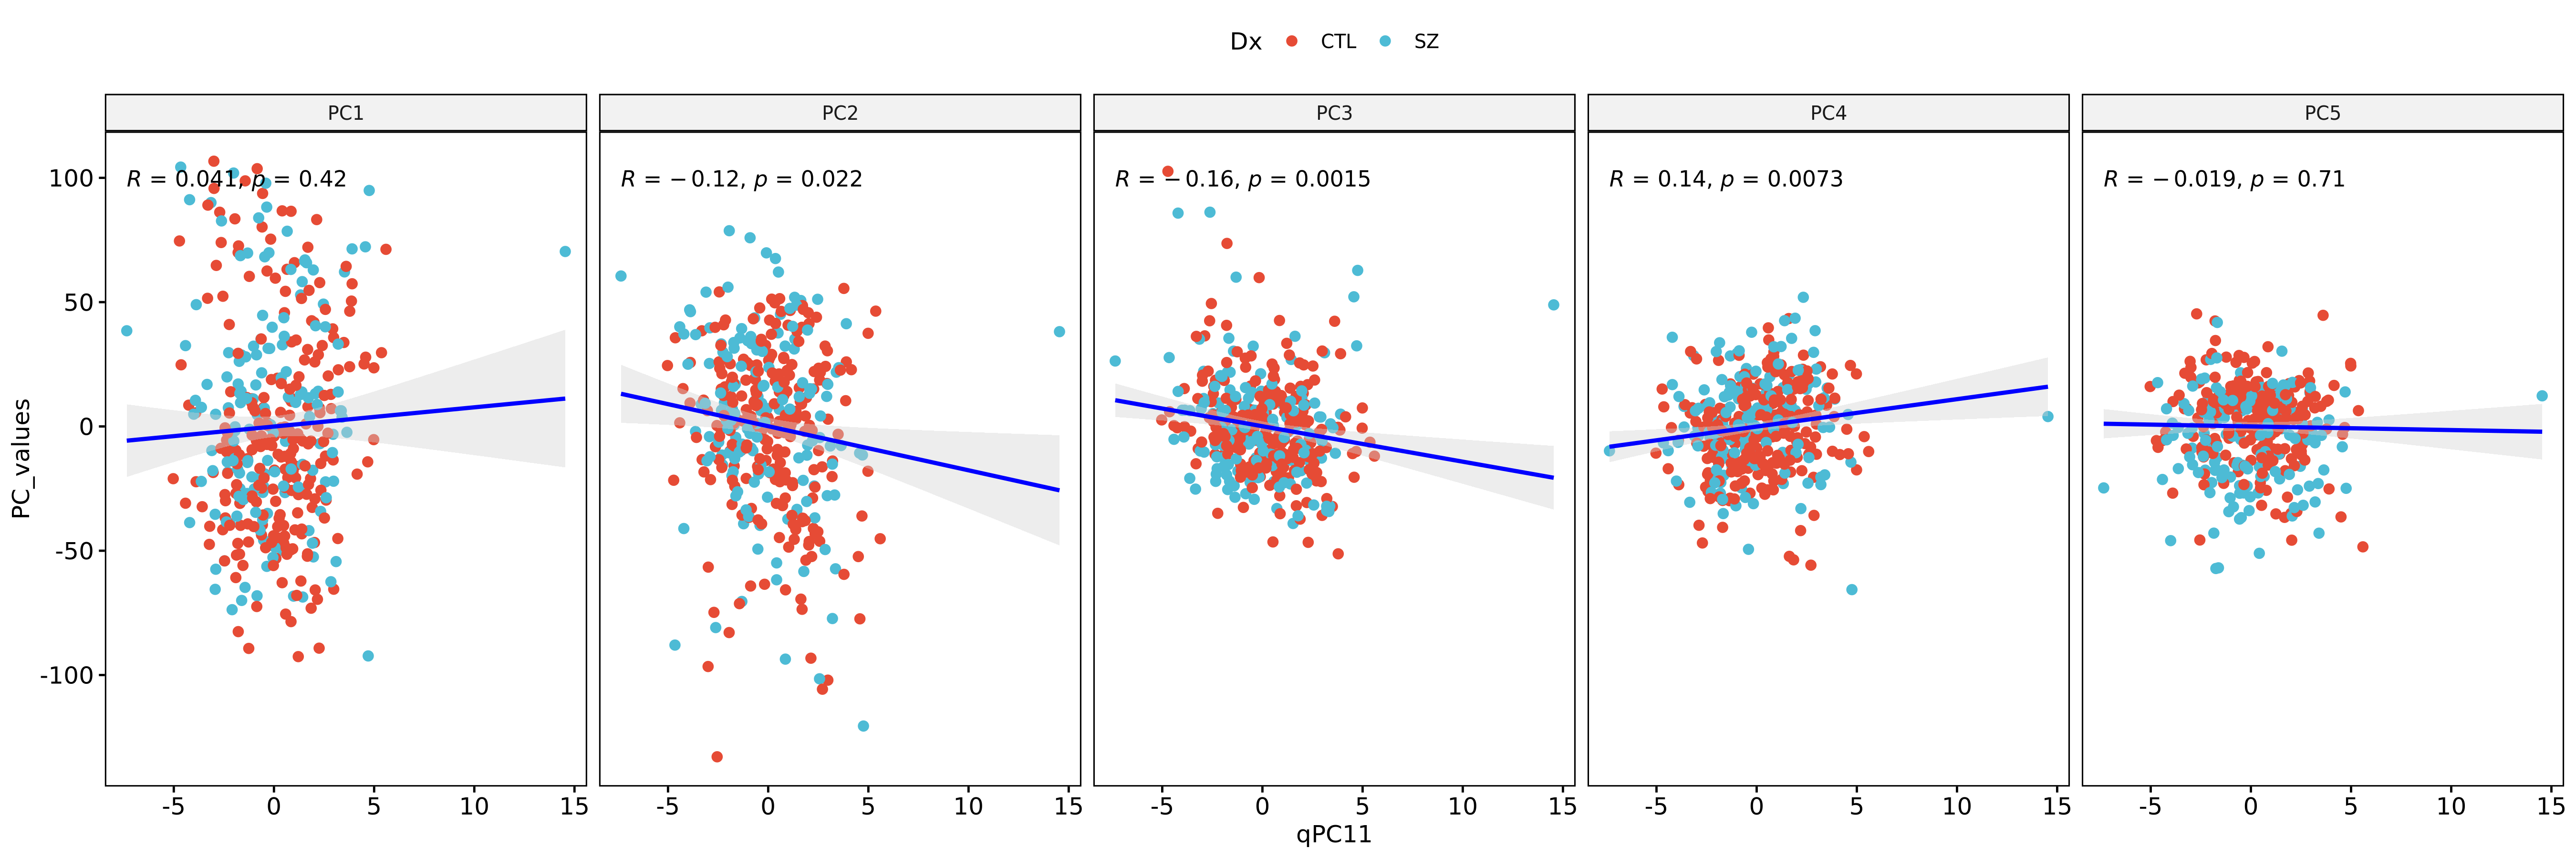 Dx CTL SZ
PC1 PC2 PC3 PC4 PC5
R = 0.041, p = 0.42 R = −0.12, p = 0.022 R = −0.16, p = 0.0015 R = 0.14, p = 0.0073 R = −0.019, p = 0.71
100
50
0
-50
-100
PC_values
-5 0 5 10 15 -5 0 5 10 15 -5 0 5 10 15 -5 0 5 10 15 -5 0 5 10 15
qPC11